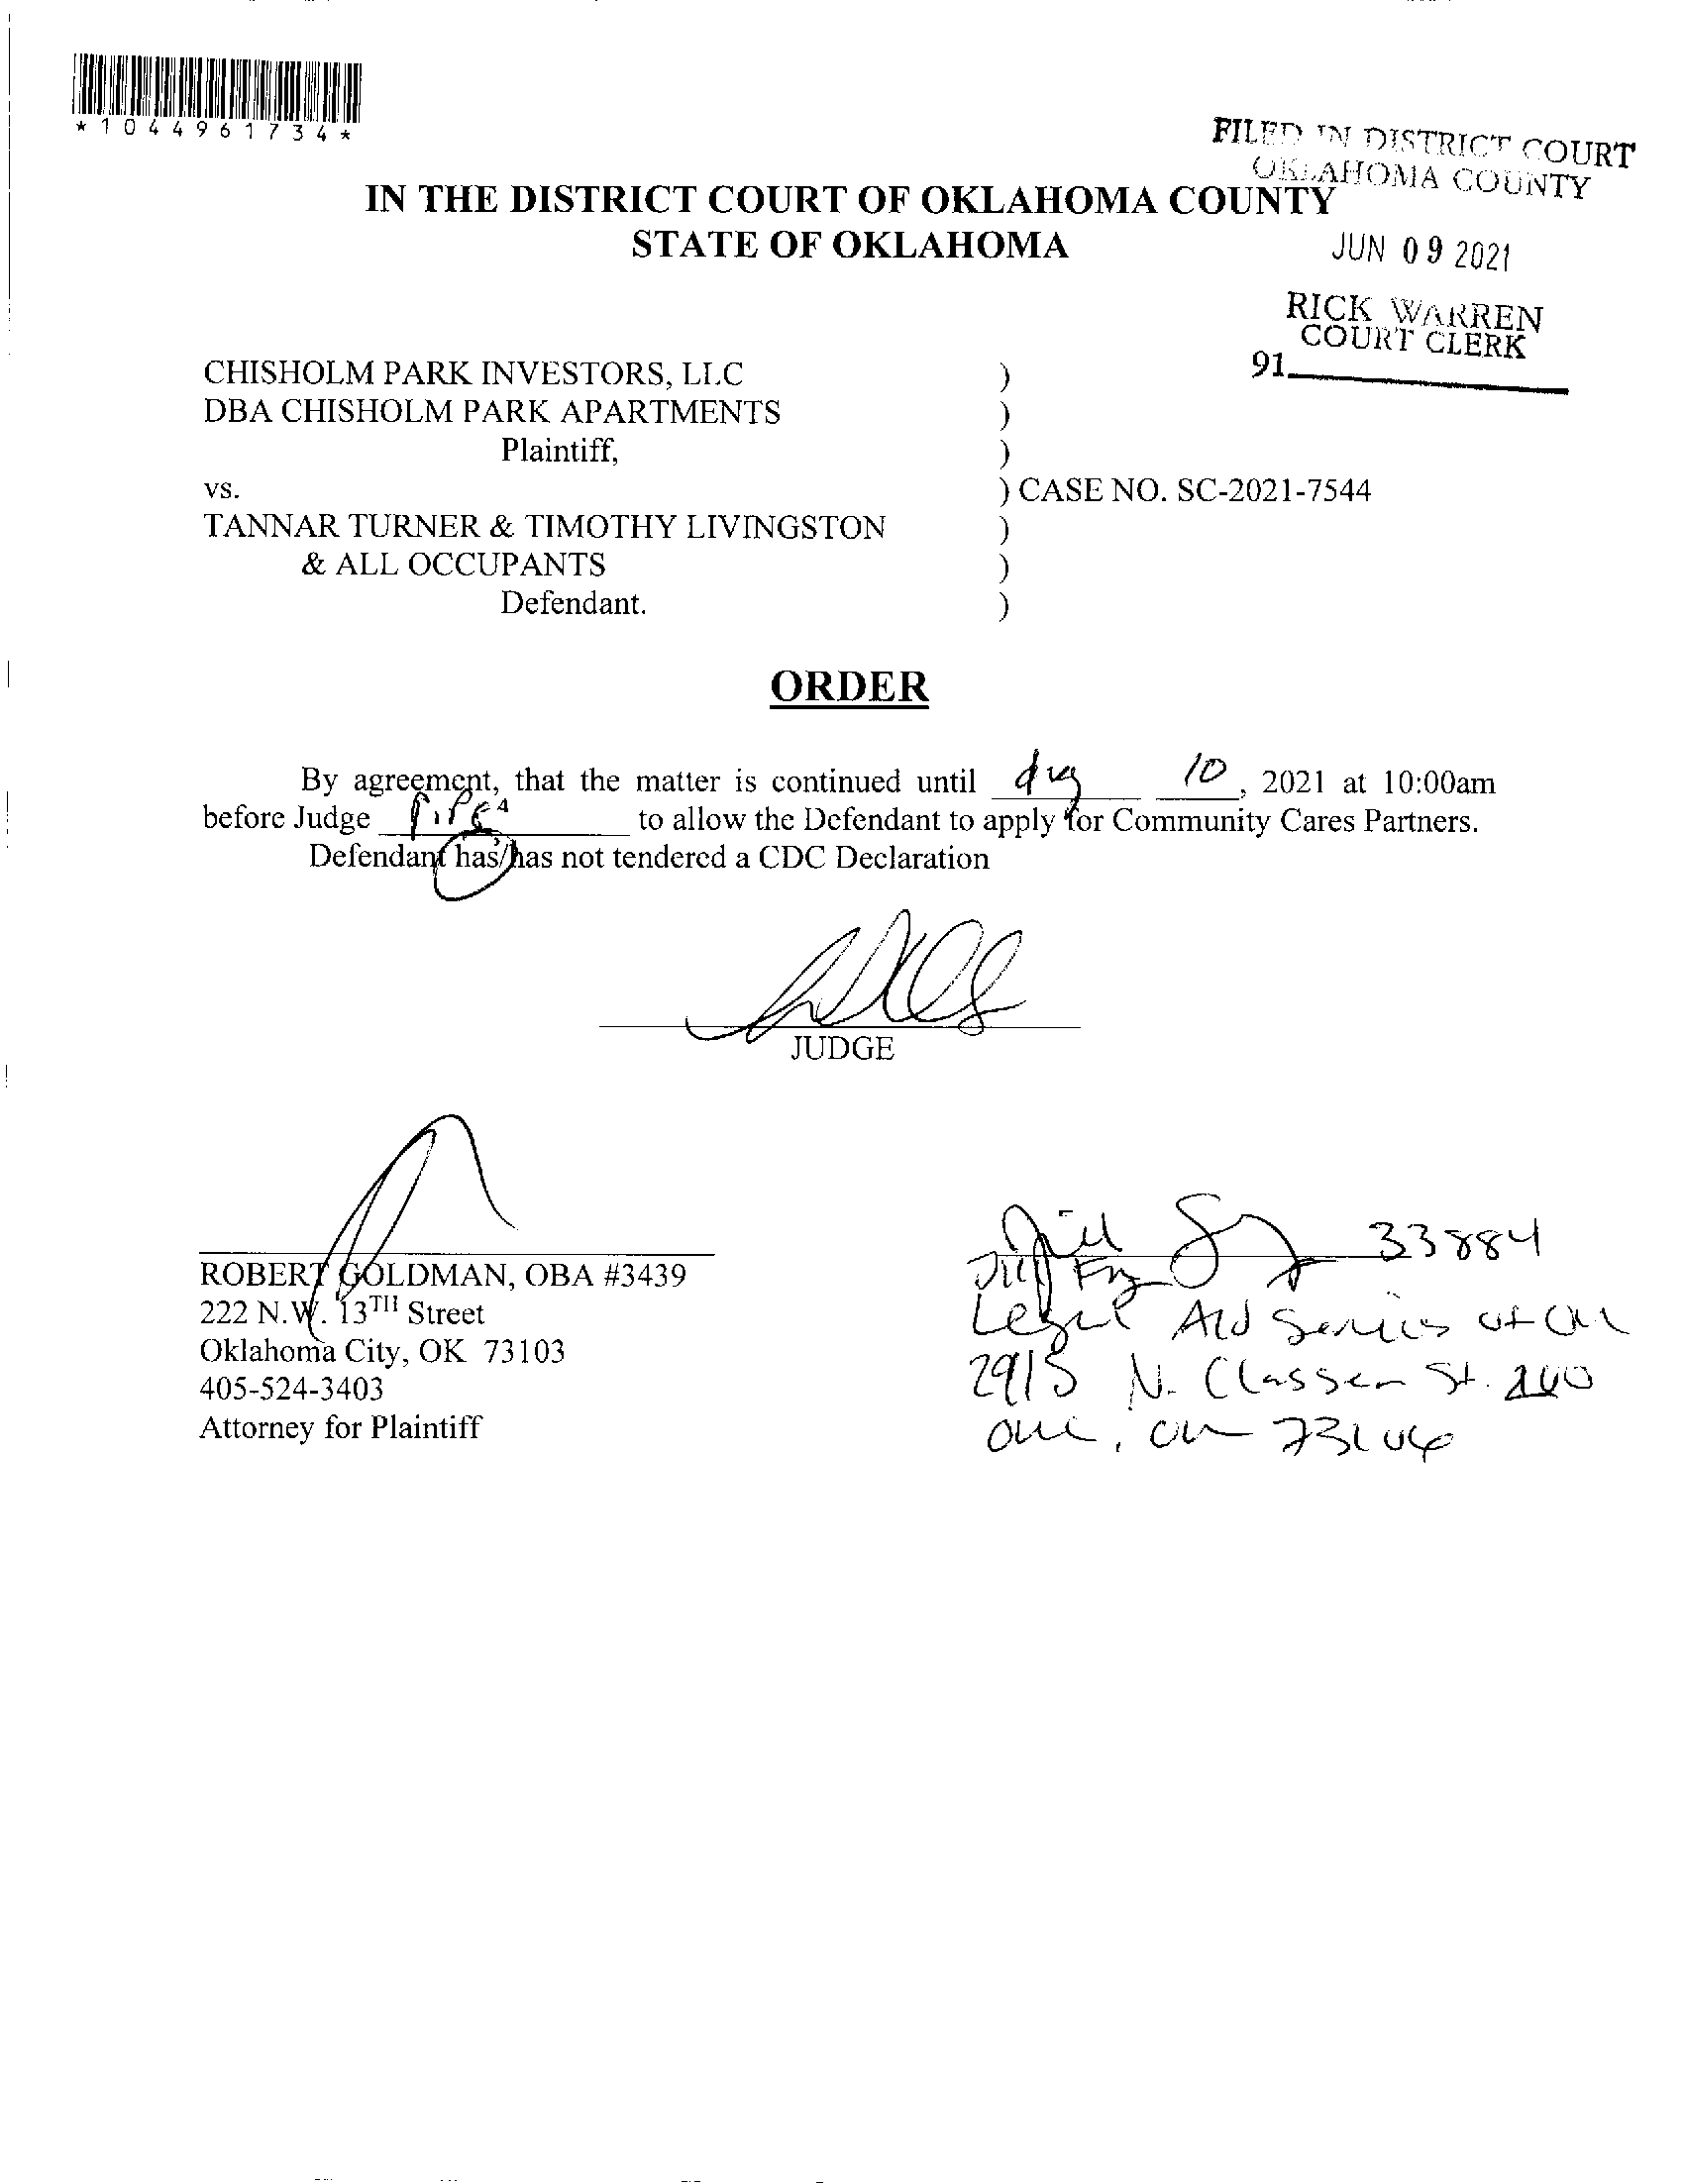 *1044961734*
FILED IN DISTRICT COURT
OKLAHOMA COUNTY
IN THE DISTRICT COURT OF OKLAHOMA COUNTY
STATE OF OKLAHOMA
JUN 09 2021
RICK WARREN
COURT CLERK
91
CHISHOLM PARK INVESTORS, LLC )
DBA CHISHOLM PARK APARTMENTS )
Plaintiff, )
vs. ) CASE NO. SC-2021-7544
TANNAR TURNER & TIMOTHY LIVINGSTON )
& ALL OCCUPANTS )
Defendant. )
ORDER
By agreement, that the matter is continued until Aug 10, 2021 at 10:00am
before Judge Piper to allow the Defendant to apply for Community Cares Partners.
Defendant has/has not tendered a CDC Declaration
JUDGE
Jill 33884
ROBERT GOLDMAN, OBA #3439
Jill
222 N.W. 13TH Street
Legal Aid Services of OK
Oklahoma City, OK 73103
2915 N. Classen St.
405-524-3403
OKC, OK 73106
Attorney for Plaintiff